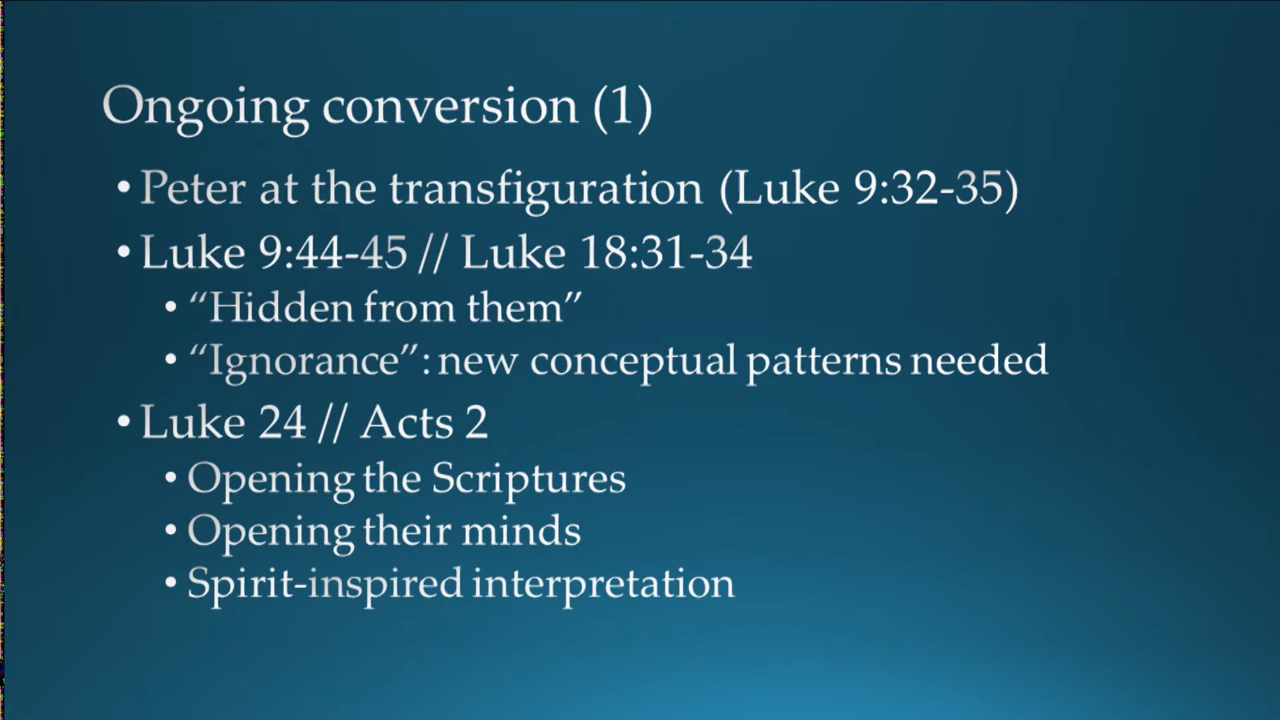 Ongoing conversion (1)
• Peter at the transfiguration (Luke 9:32-35)
• Luke 9:44-45 // Luke 18:31-34
• “Hidden from them”
• “Ignorance”: new conceptual patterns needed
• Luke 24 // Acts 2
• Opening the Scriptures
• Opening their minds
• Spirit-inspired interpretation